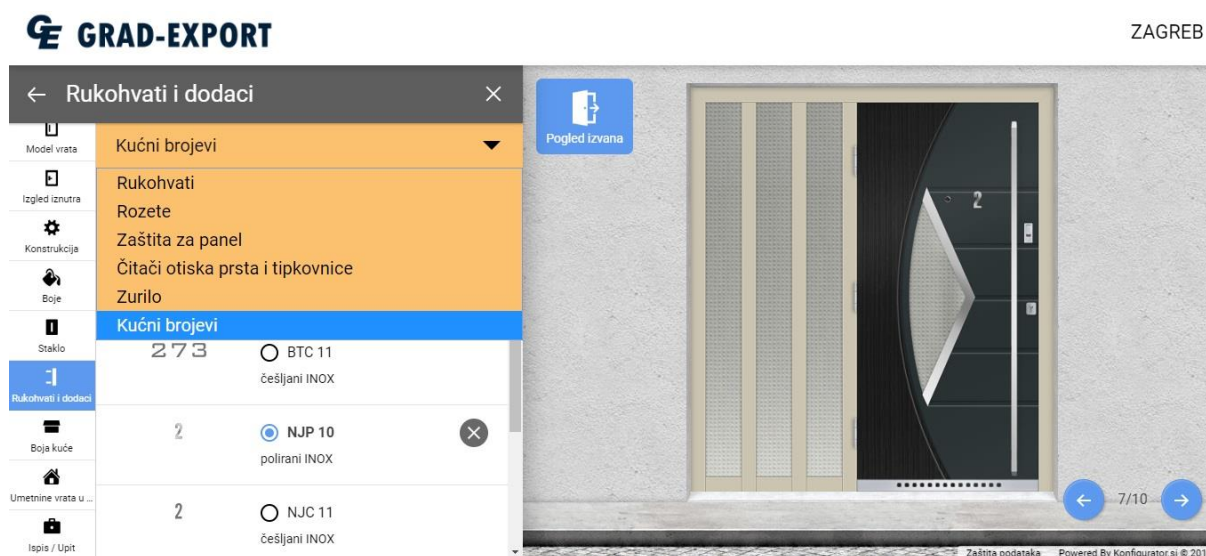 GE GRAD-EXPORT
ZAGREB
Rukohvati i dodaci
Model vrata
Izgled iznutra
Konstrukcija
Boje
Staklo
Rukohvati i dodaci
Boja kuće
Umetnine vrata u ...
Ispis / Upit
Kućni brojevi
Rukohvati
Rozete
Zaštita za panel
Čitači otiska prsta i tipkovnice
Zurilo
Kućni brojevi
273
BTC 11
češljani INOX
2
NJP 10
polirani INOX
2
NJC 11
češljani INOX
Pogled izvana
2
7/10
Zaštita podataka
Powered By Konfigurator.si © 201